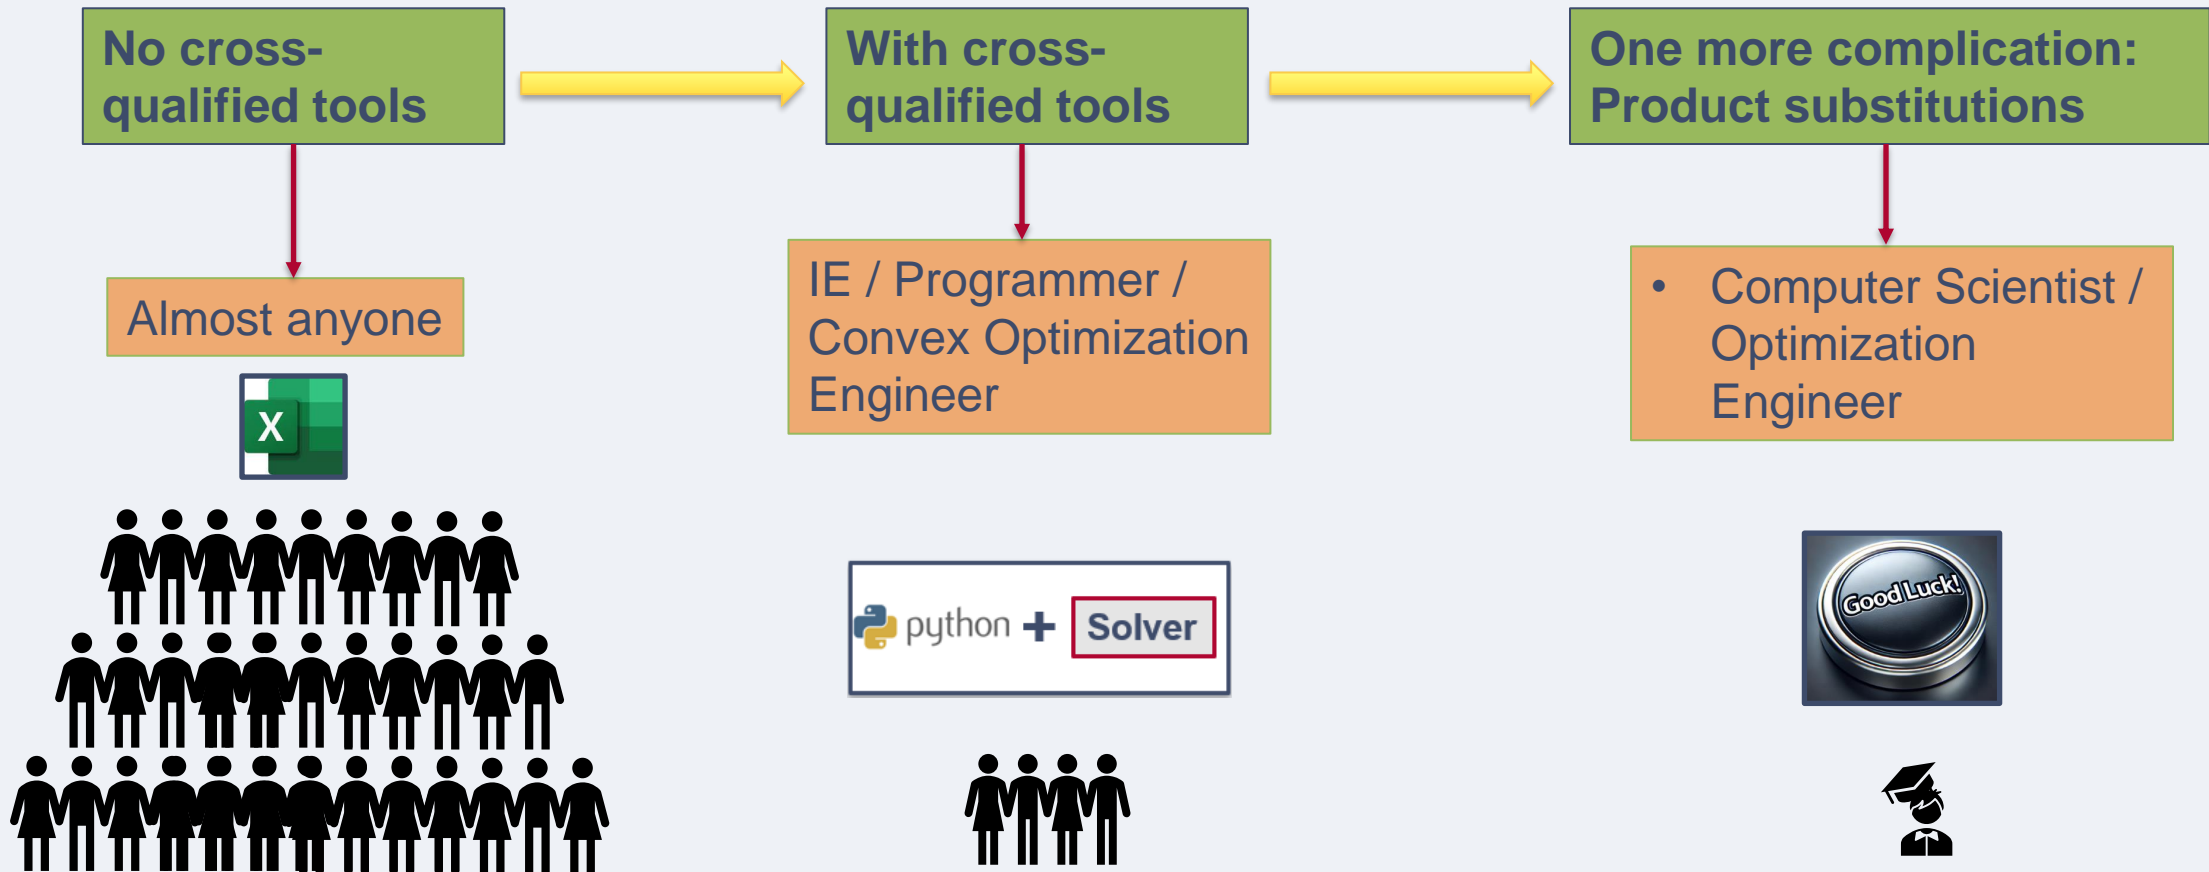 No cross-
qualified tools
With cross-
qualified tools
One more complication:
Product substitutions
Almost anyone
IE / Programmer /
Convex Optimization
Engineer
• Computer Scientist /
Optimization
Engineer
X
python + Solver
Good Luck!